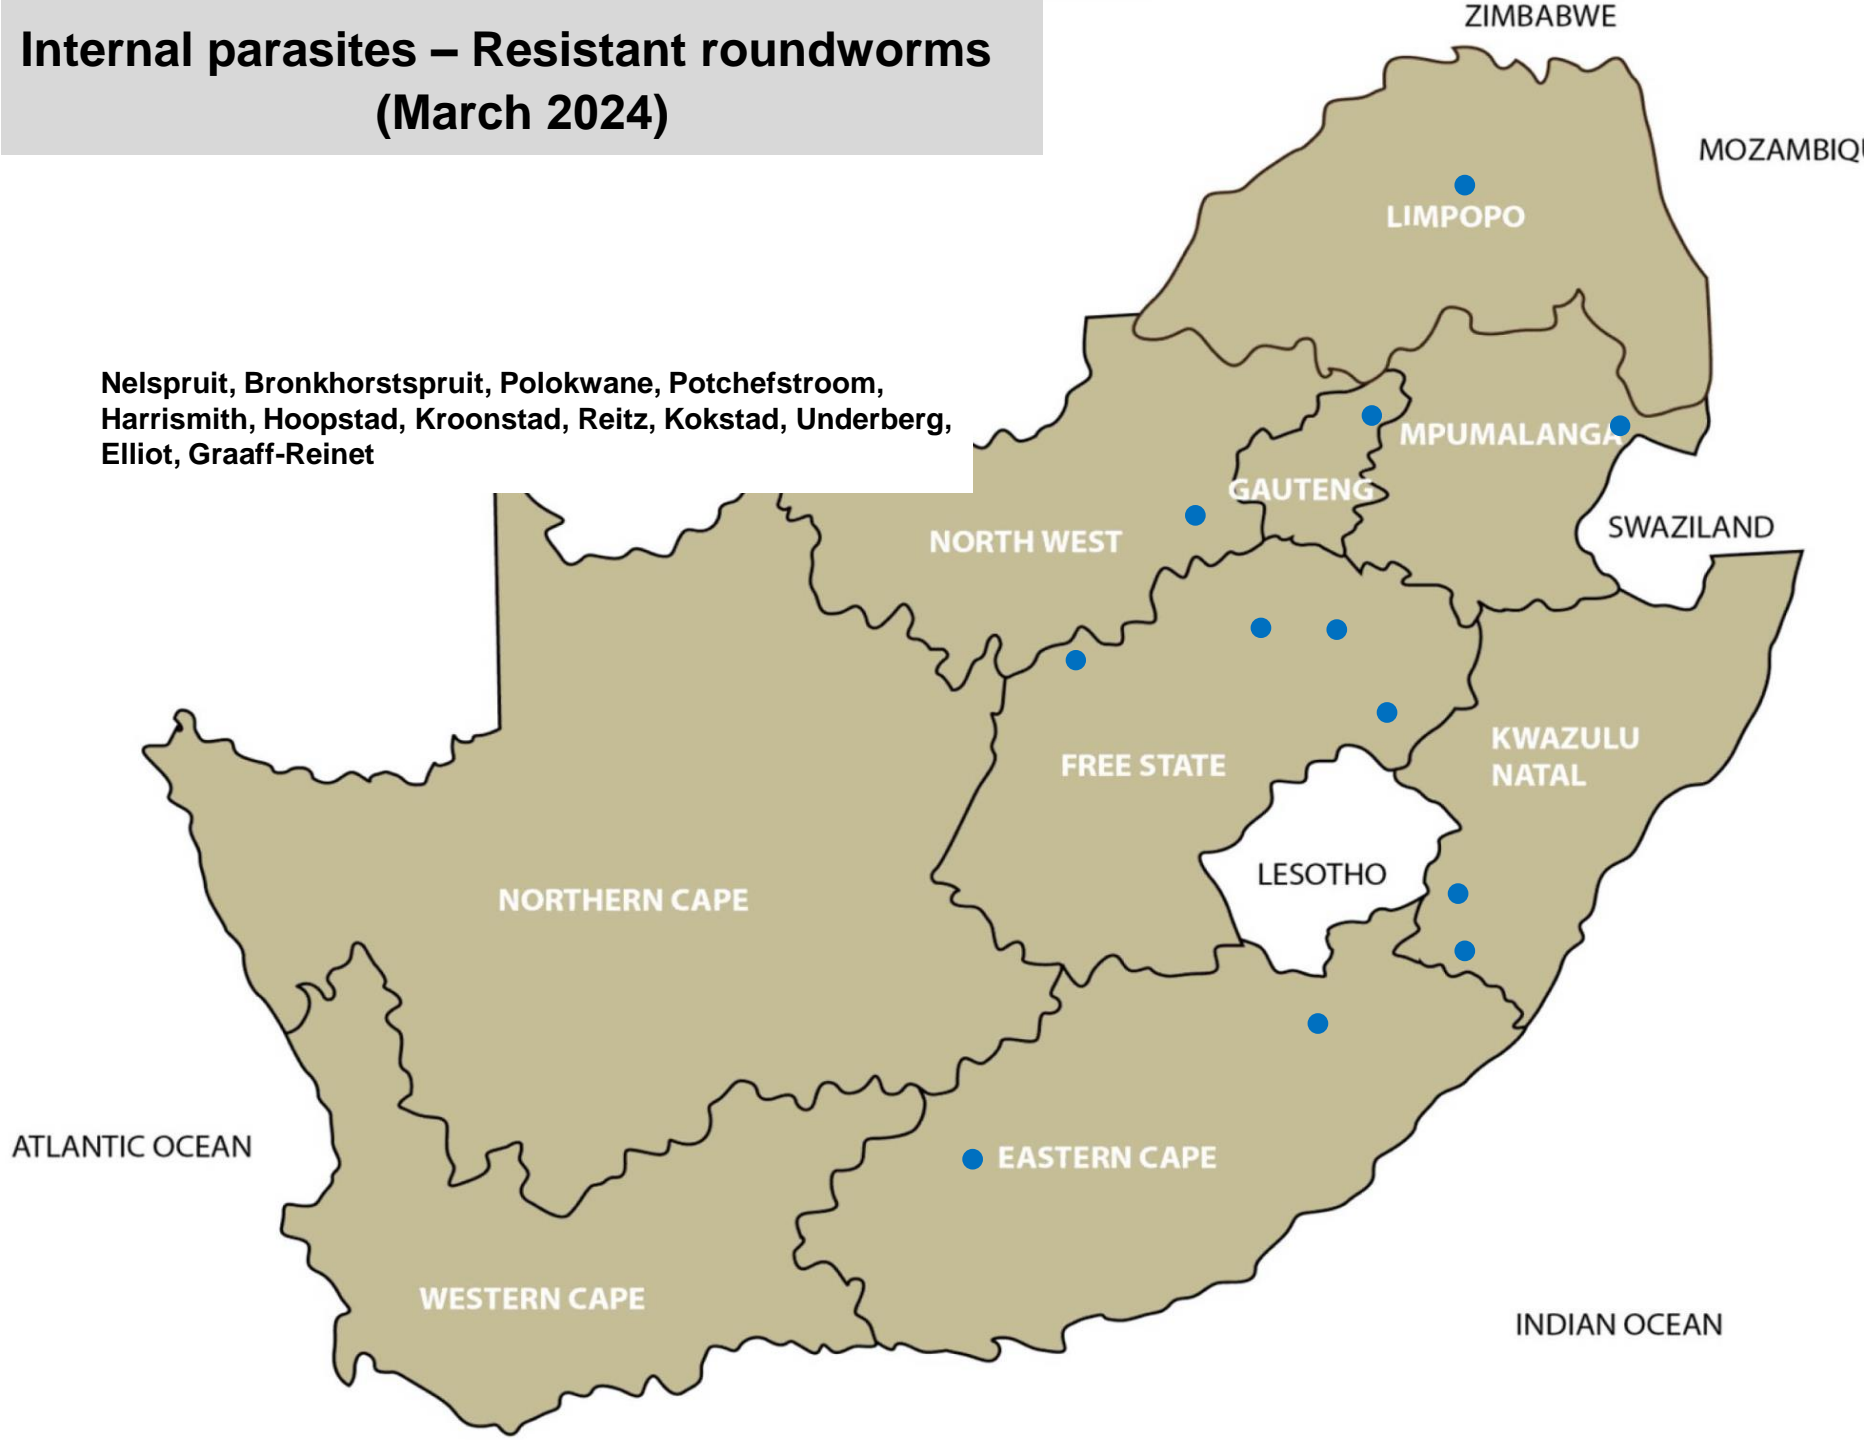 Internal parasites – Resistant roundworms
(March 2024)
ZIMBABWE
MOZAMBIQU
LIMPOPO
Nelspruit, Bronkhorstspruit, Polokwane, Potchefstroom,
Harrismith, Hoopstad, Kroonstad, Reitz, Kokstad, Underberg,
Elliot, Graaff-Reinet
MPUMALANGA
GAUTENG
SWAZILAND
NORTH WEST
KWAZULU
NATAL
FREE STATE
LESOTHO
NORTHERN CAPE
ATLANTIC OCEAN
EASTERN CAPE
WESTERN CAPE
INDIAN OCEAN